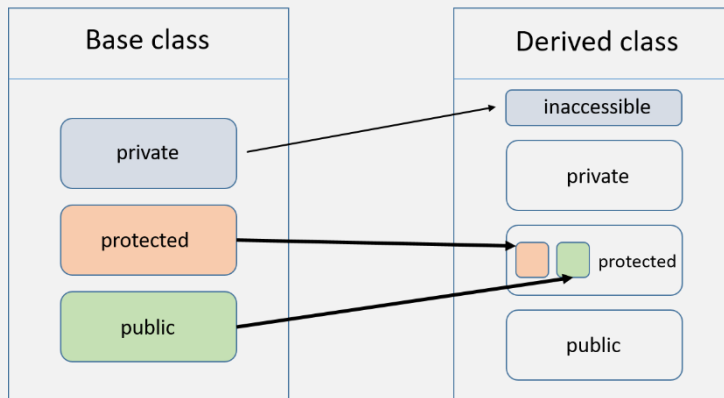 Base class
private
protected
public
Derived class
inaccessible
private
protected
public